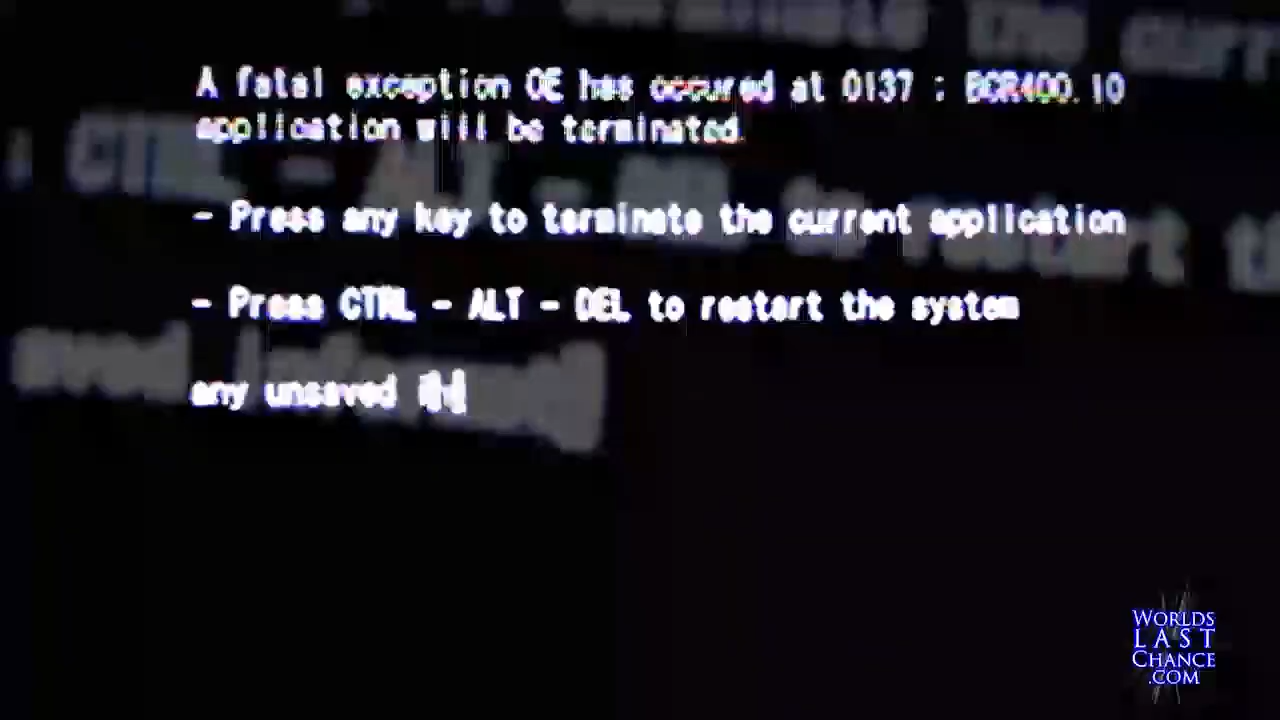 A fatal exception OE has occured at 0137 : BCR400.10
application will be terminated.
- Press any key to terminate the current application
- Press CTRL - ALT - DEL to restart the system
any unsaved
WORLDS
LAST
CHANCE
.COM